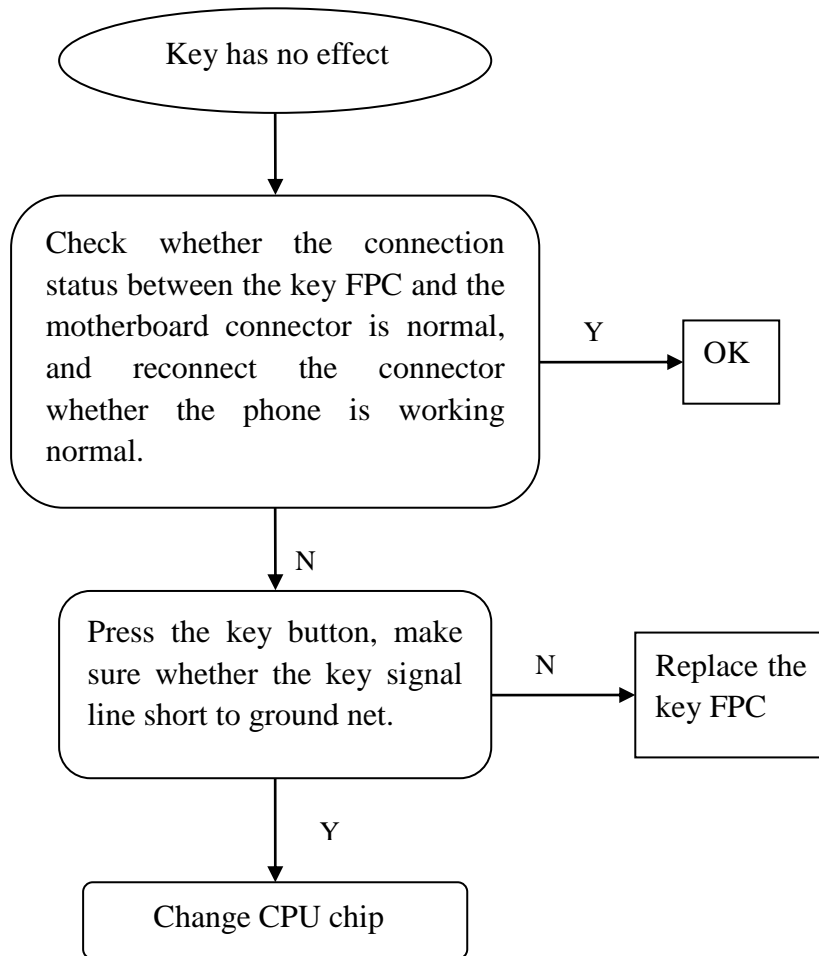 Key has no effect
Check whether the connection
status between the key FPC and the
motherboard connector is normal,
and reconnect the connector
whether the phone is working
normal.
Y
OK
N
Press the key button, make
sure whether the key signal
line short to ground net.
N
Replace the
key FPC
Y
Change CPU chip